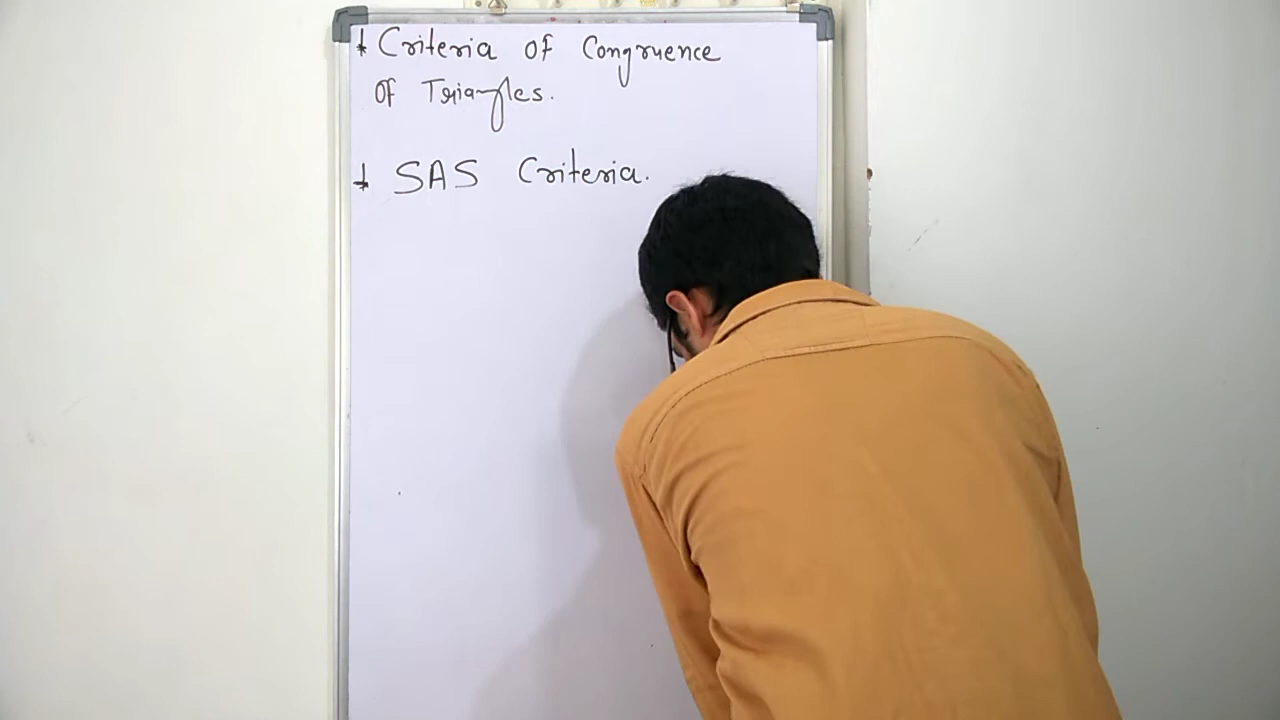 * Criteria of Congruence
of Triangles.
* SAS Criteria.